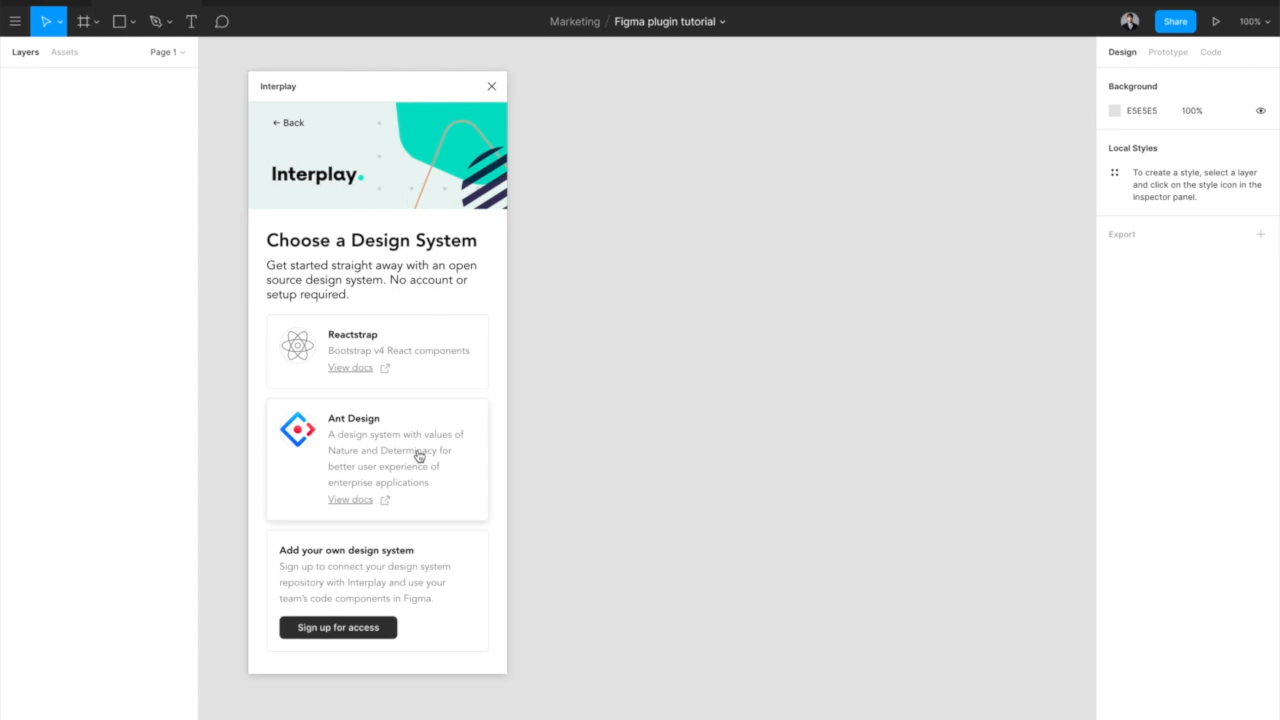 Marketing / Figma plugin tutorial
Share
100%
Layers Assets Page 1
Design Prototype Code
Interplay
Background
E5E5E5 100%
← Back
Interplay.
Local Styles
To create a style, select a layer
and click on the style icon in the
inspector panel.
Export
Choose a Design System
Get started straight away with an open
source design system. No account or
setup required.
Reactstrap
Bootstrap v4 React components
View docs
Ant Design
A design system with values of
Nature and Determinacy for
better user experience of
enterprise applications
View docs
Add your own design system
Sign up to connect your design system
repository with Interplay and use your
team's code components in Figma.
Sign up for access